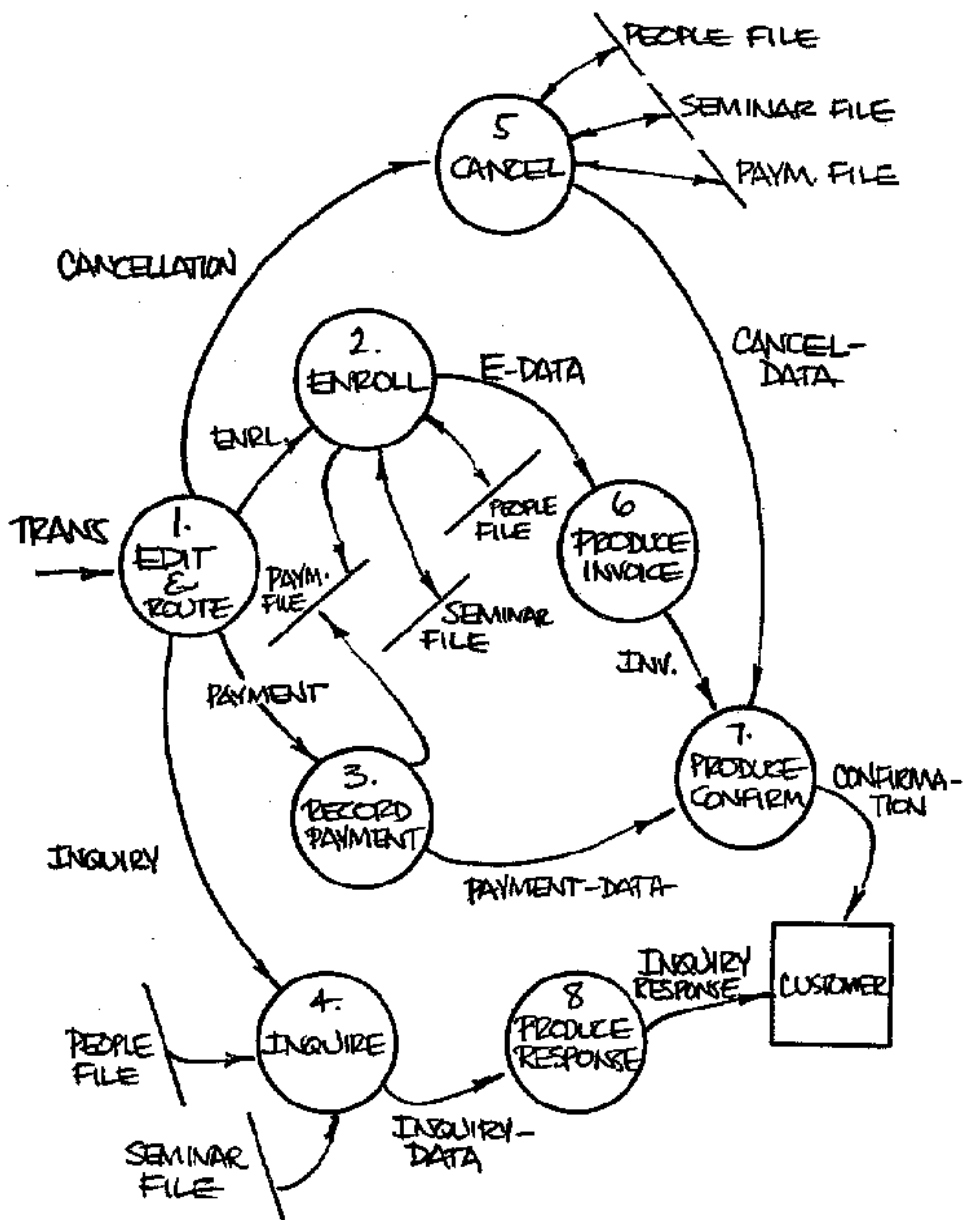 PEOPLE FILE
5
CANCEL
SEMINAR FILE
PAYM. FILE
CANCELLATION
CANCEL-
DATA
2.
ENROLL
E-DATA
ENRL.
PEOPLE
FILE
TRANS
1.
EDIT
&
ROUTE
PAYM.
FILE
SEMINAR
FILE
6
PRODUCE
INVOICE
INV.
PAYMENT
3.
RECORD
PAYMENT
7.
PRODUCE
CONFIRM
CONFIRMA-
TION
PAYMENT-DATA
INQUIRY
INQUIRY
RESPONSE
CUSTOMER
4.
INQUIRE
8
PRODUCE
RESPONSE
PEOPLE
FILE
INQUIRY-
DATA
SEMINAR
FILE